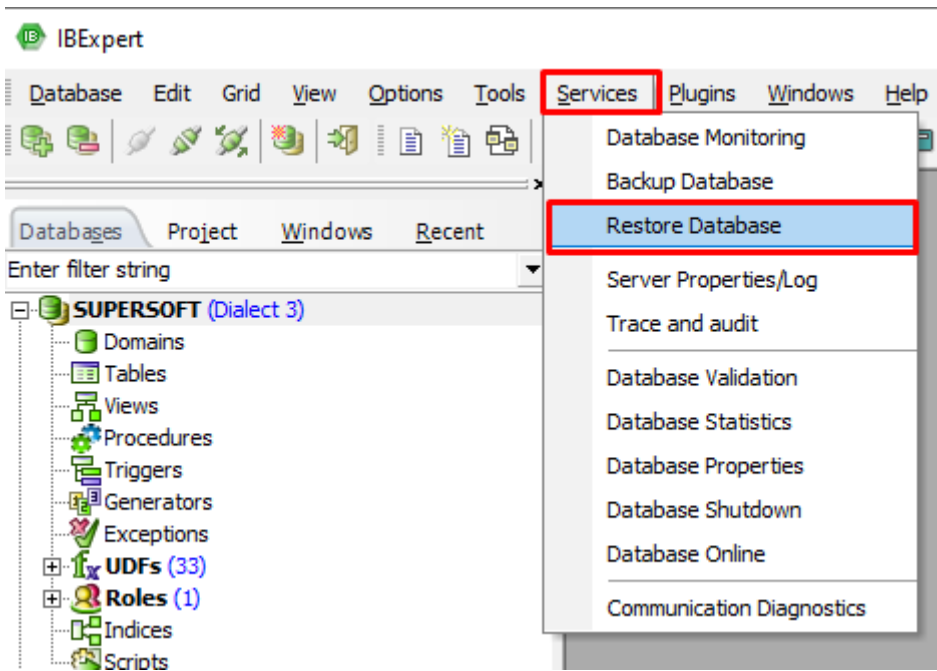 IB IBExpert
Database Edit Grid View Options Tools Services Plugins Windows Help
Database Monitoring
Backup Database
Restore Database
Server Properties/Log
Trace and audit
Database Validation
Database Statistics
Database Properties
Database Shutdown
Database Online
Communication Diagnostics
Databases Project Windows Recent
Enter filter string
SUPERSOFT (Dialect 3)
Domains
Tables
Views
Procedures
Triggers
Generators
Exceptions
UDFs (33)
Roles (1)
Indices
Scripts